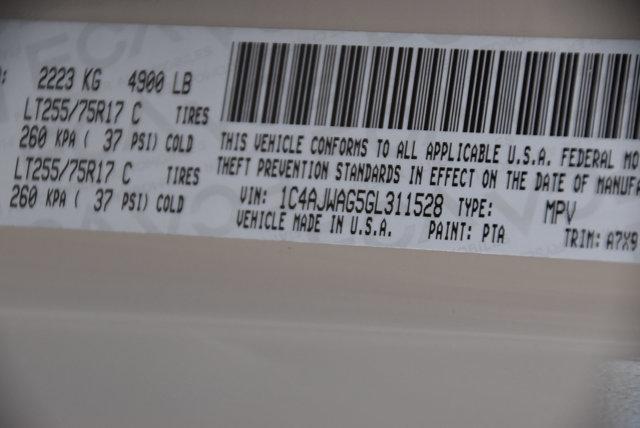 2223 KG 4900 LB
LT255/75R17 C TIRES
260 KPA ( 37 PSI) COLD
LT255/75R17 C TIRES
260 KPA ( 37 PSI) COLD
THIS VEHICLE CONFORMS TO ALL APPLICABLE U.S.A. FEDERAL MO
THEFT PREVENTION STANDARDS IN EFFECT ON THE DATE OF MANUFA
VIN: 1C4AJWAG5GL311528 TYPE: MPV
VEHICLE MADE IN U.S.A. PAINT: PTA TRIM: A7X9